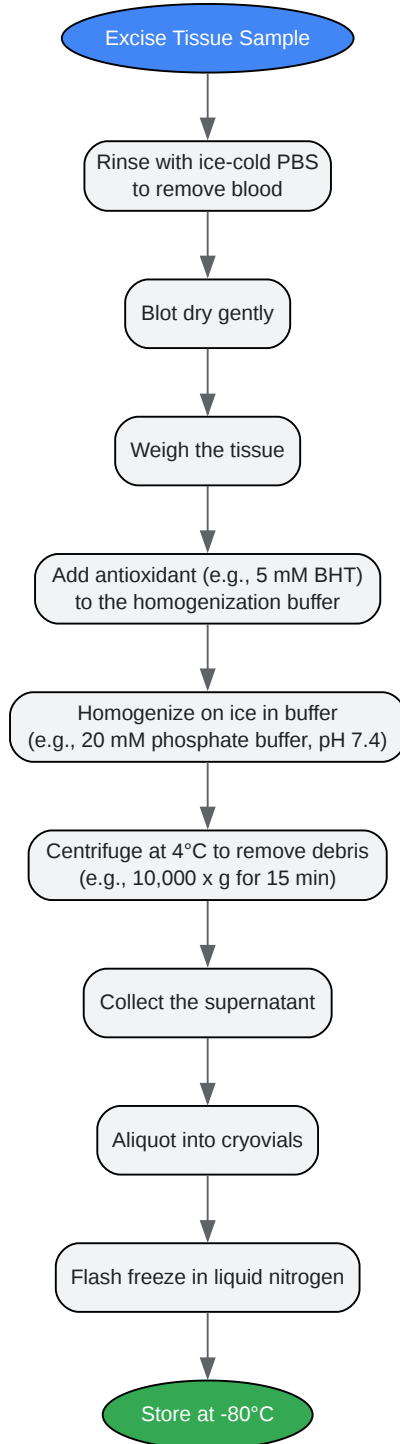 Excise Tissue Sample
Rinse with ice-cold PBS
to remove blood
Blot dry gently
Weigh the tissue
Add antioxidant (e.g., 5 mM BHT)
to the homogenization buffer
Homogenize on ice in buffer
(e.g., 20 mM phosphate buffer, pH 7.4)
Centrifuge at 4°C to remove debris
(e.g., 10,000 x g for 15 min)
Collect the supernatant
Aliquot into cryovials
Flash freeze in liquid nitrogen
Store at -80°C